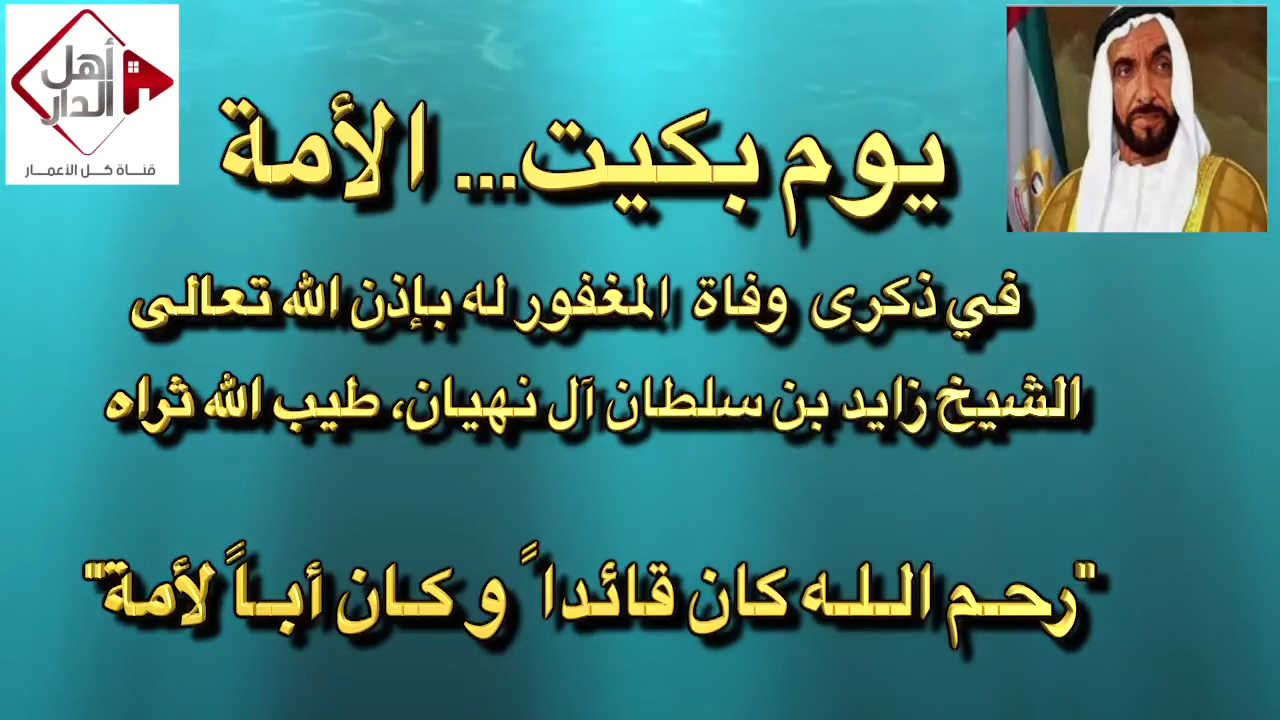 أهل
الدار
قناة كل الأعمار
يوم بكيت... الأمة
في ذكرى وفاة المغفور له بإذن الله تعالى
الشيخ زايد بن سلطان آل نهيان، طيب الله ثراه
"رحم الله كان قائداً و كان أباً لأمة"